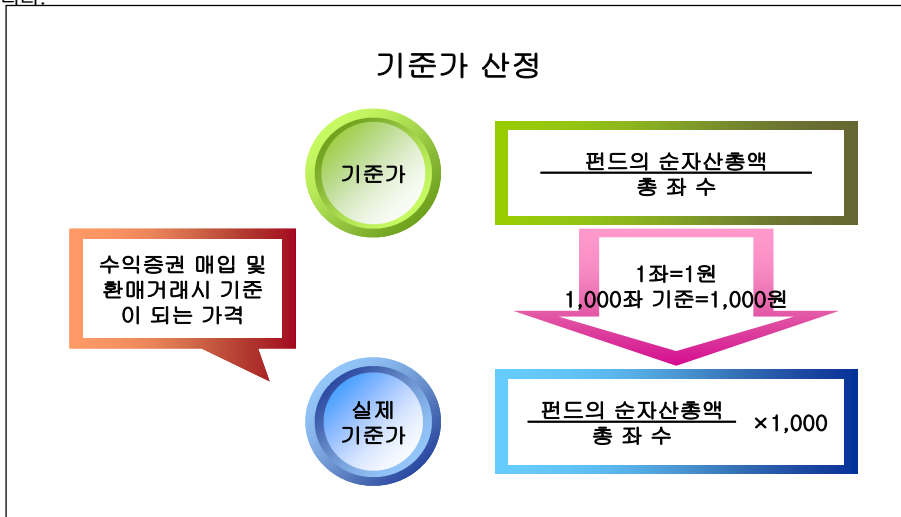 니다.
기준가 산정
기준가
펀드의 순자산총액
총 좌 수
수익증권 매입 및
환매거래시 기준
이 되는 가격
1좌=1원
1,000좌 기준=1,000원
실제
기준가
펀드의 순자산총액
총 좌 수
×1,000